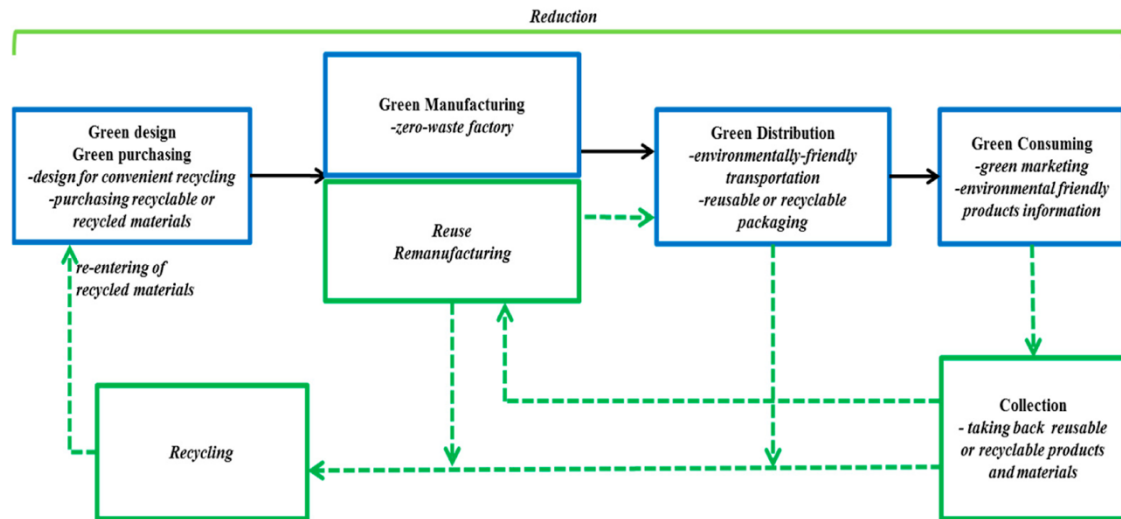 Reduction
Green design
Green purchasing
-design for convenient recycling
-purchasing recyclable or
recycled materials
Green Manufacturing
-zero-waste factory
Green Distribution
-environmentally-friendly
transportation
-reusable or recyclable
packaging
Green Consuming
-green marketing
-environmental friendly
products information
Reuse
Remanufacturing
re-entering of
recycled materials
Recycling
Collection
- taking back reusable
or recyclable products
and materials